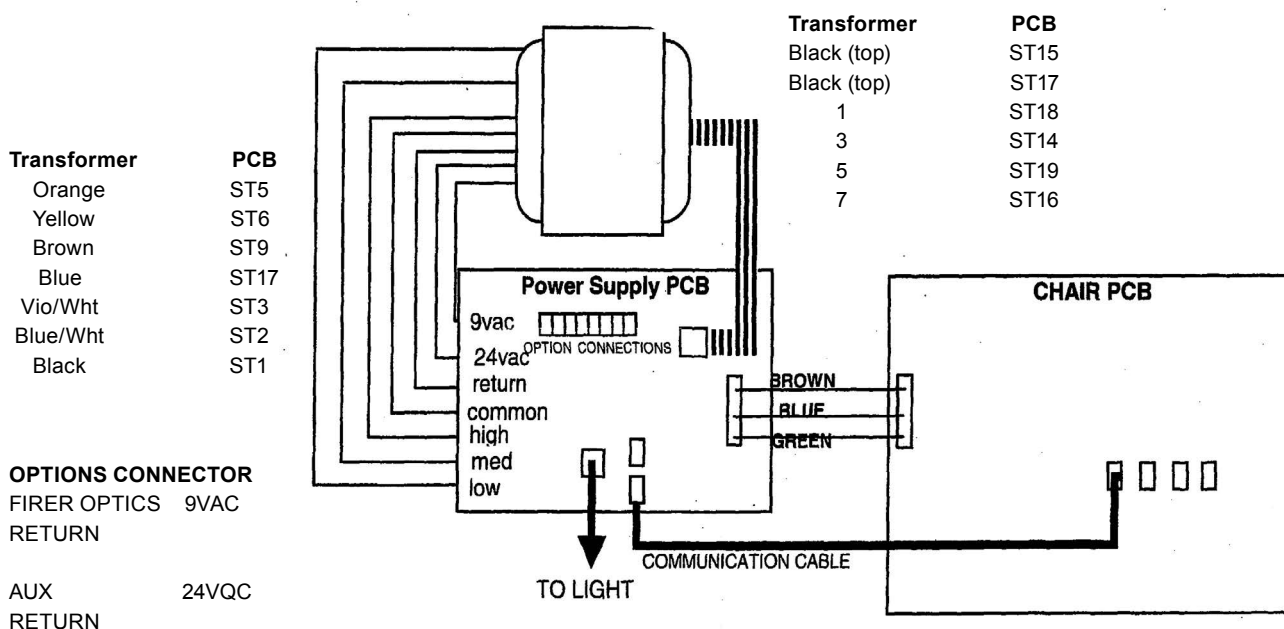 Transformer PCB
Black (top) ST15
Black (top) ST17
1 ST18
3 ST14
5 ST19
7 ST16
Transformer PCB
Orange ST5
Yellow ST6
Brown ST9
Blue ST17
Vio/Wht ST3
Blue/Wht ST2
Black ST1
OPTIONS CONNECTOR
FIRER OPTICS 9VAC
RETURN
AUX 24VQC
RETURN
Power Supply PCB
9vac
OPTION CONNECTIONS
24vac
return
common
high
med
low
BROWN
BLUE
GREEN
CHAIR PCB
COMMUNICATION CABLE
TO LIGHT